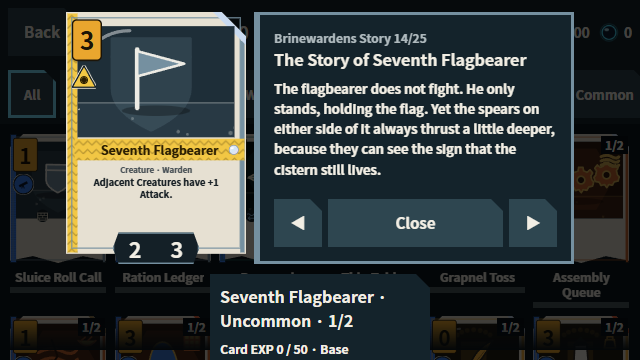 Back
00
0
All
Common
3
Seventh Flagbearer
Creature · Warden
Adjacent Creatures have +1
Attack.
2 3
Brinewardens Story 14/25
The Story of Seventh Flagbearer
The flagbearer does not fight. He only
stands, holding the flag. Yet the spears on
either side of it always thrust a little deeper,
because they can see the sign that the
cistern still lives.
Close
1
1/2
Sluice Roll Call
Ration Ledger
Grapnel Toss
Assembly
Queue
Seventh Flagbearer ·
Uncommon · 1/2
Card EXP 0 / 50 · Base
1
1/2
3
1/2
0
1/2
3
1/2